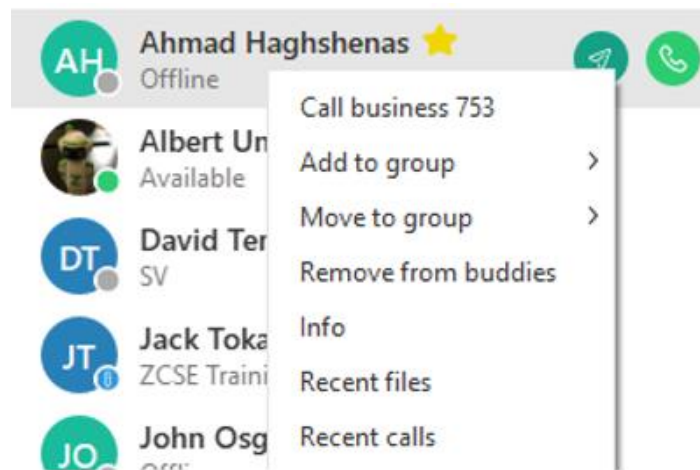 AH
Ahmad Haghshenas
Offline
Call business 753
Albert Un
Available
Add to group
Move to group
DT
David Ter
SV
Remove from buddies
Info
JT
Jack Toka
ZCSE Traini
Recent files
JO
John Osg
Recent calls